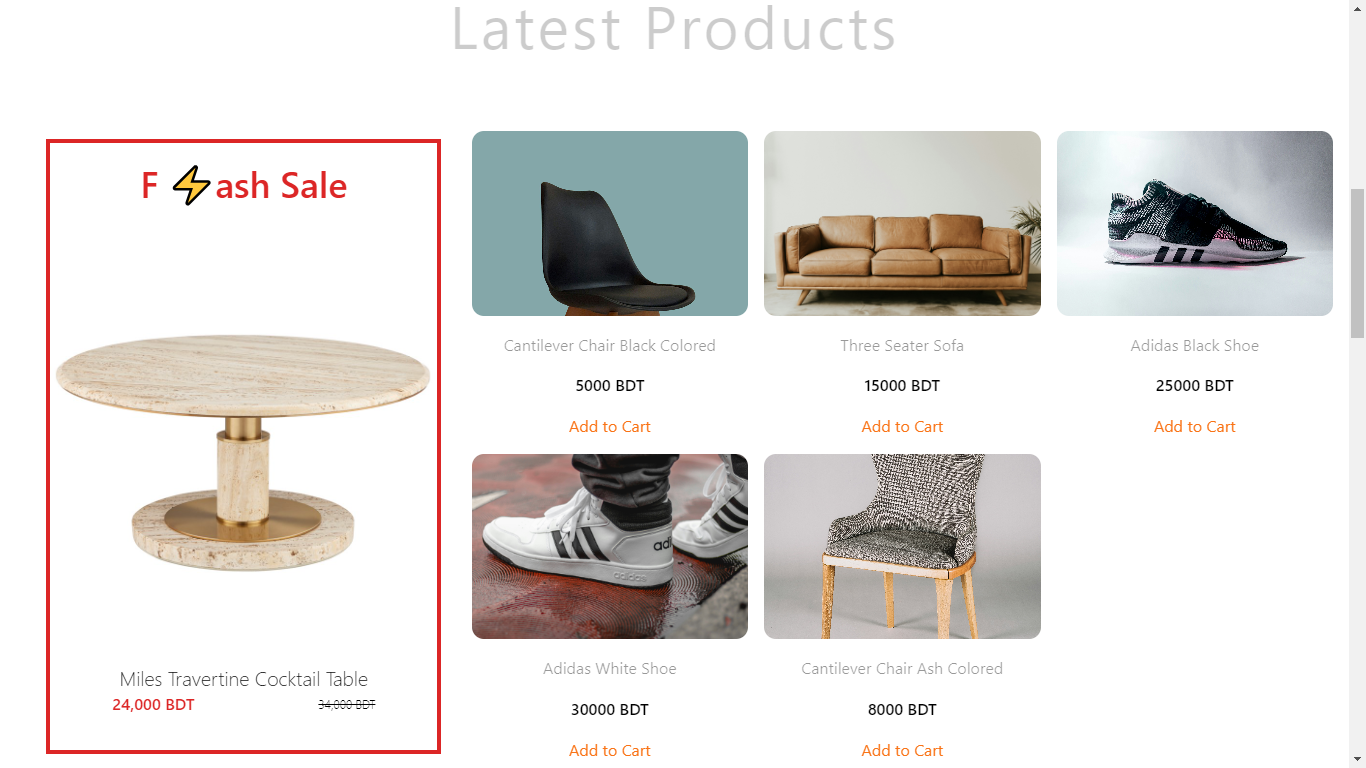 Latest Products
F ⚡ash Sale
Miles Travertine Cocktail Table
24,000 BDT 34,000 BDT
Cantilever Chair Black Colored
5000 BDT
Add to Cart
Three Seater Sofa
15000 BDT
Add to Cart
Adidas Black Shoe
25000 BDT
Add to Cart
adi
adidas
Adidas White Shoe
30000 BDT
Add to Cart
Cantilever Chair Ash Colored
8000 BDT
Add to Cart